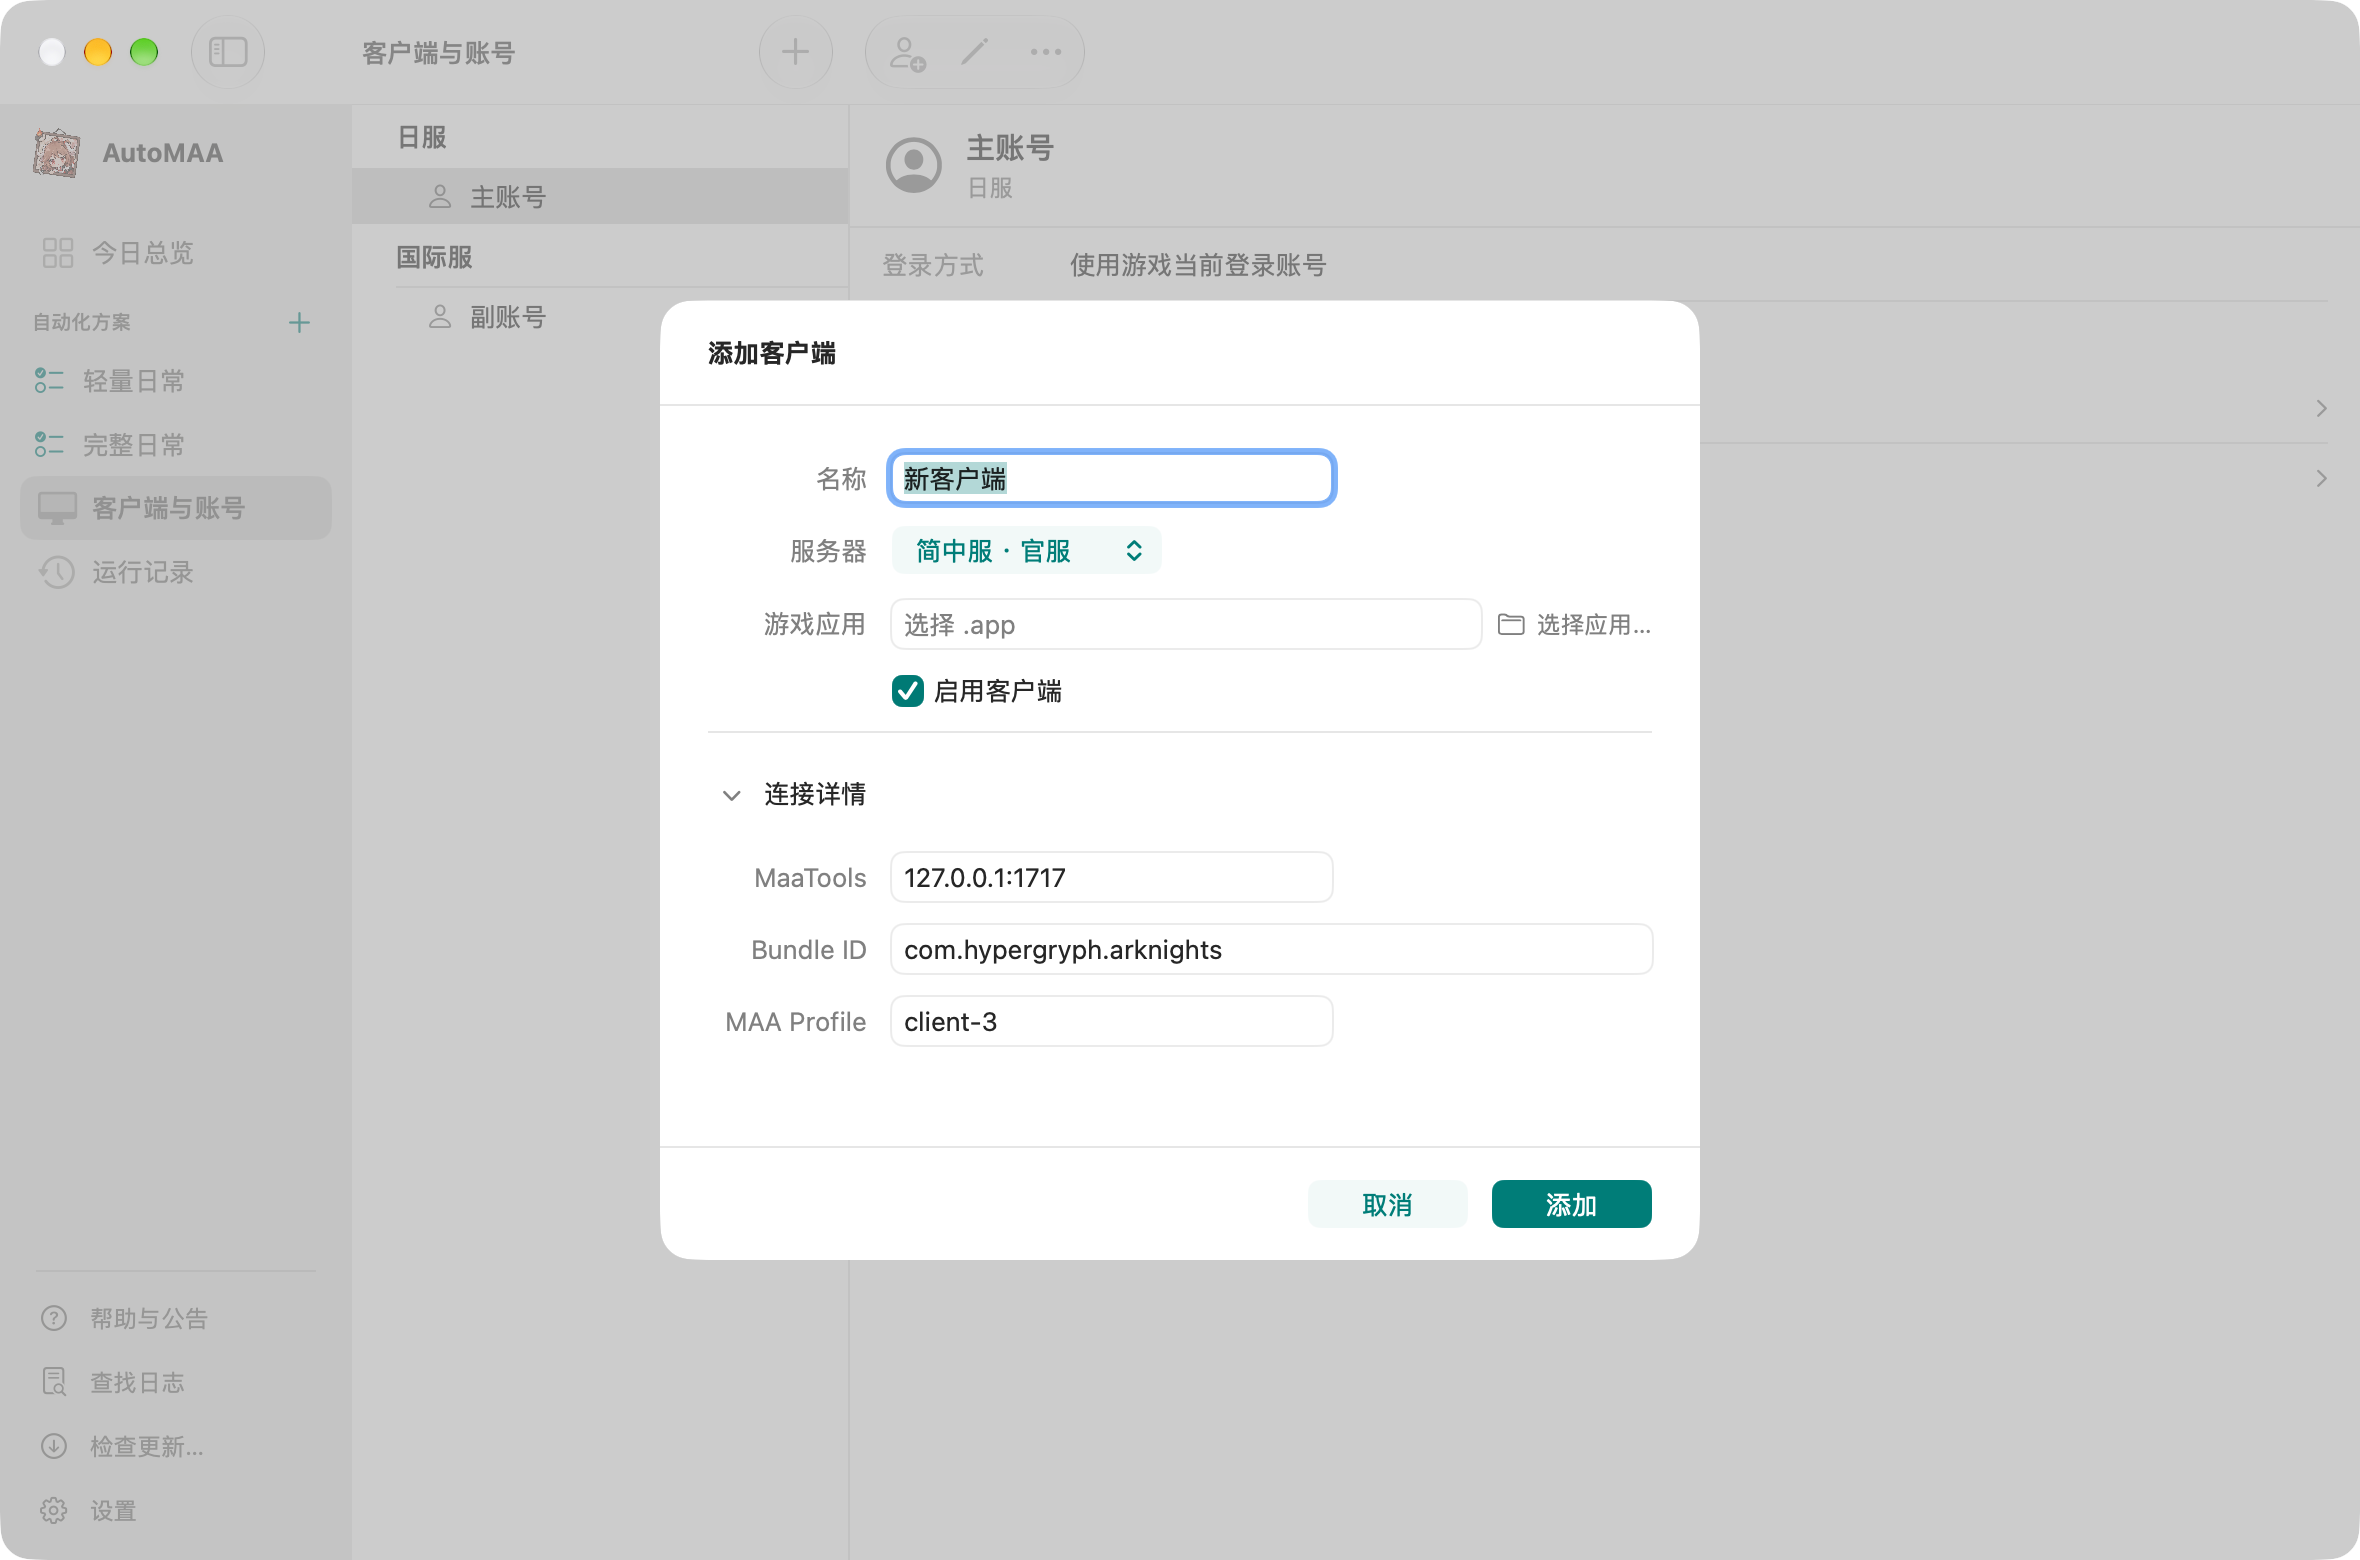 客户端与账号
AutoMAA
今日总览
自动化方案
轻量日常
完整日常
客户端与账号
运行记录
帮助与公告
查找日志
检查更新...
设置
日服
主账号
国际服
副账号
主账号
日服
登录方式
使用游戏当前登录账号
添加客户端
名称
新客户端
服务器
简中服 · 官服
游戏应用
选择 .app
选择应用...
启用客户端
连接详情
MaaTools
127.0.0.1:1717
Bundle ID
com.hypergryph.arknights
MAA Profile
client-3
取消
添加